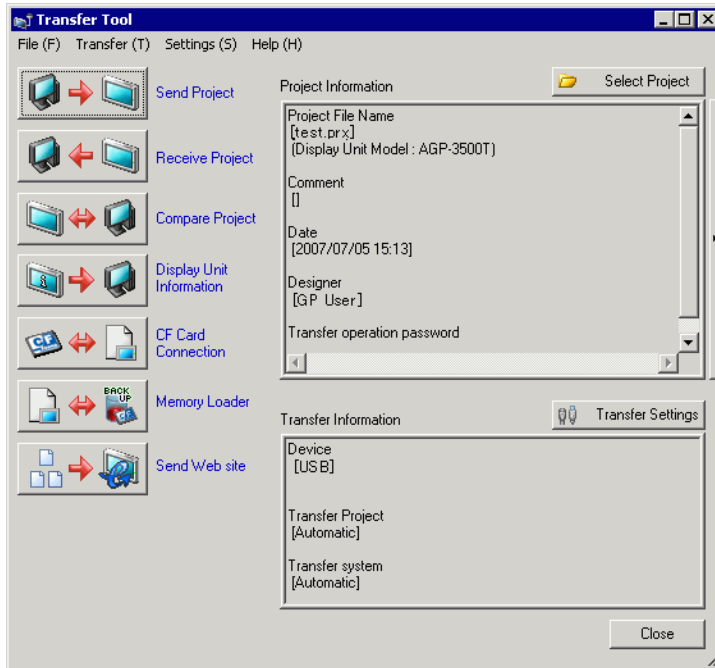 Transfer Tool
File (F) Transfer (T) Settings (S) Help (H)
Send Project
Receive Project
Compare Project
Display Unit
Information
CF Card
Connection
Memory Loader
Send Web site
Project Information
Select Project
Project File Name
[test.prx]
(Display Unit Model : AGP-3500T)
Comment
[]
Date
[2007/07/05 15:13]
Designer
[GP User]
Transfer operation password
Transfer Information
Transfer Settings
Device
[USB]
Transfer Project
[Automatic]
Transfer system
[Automatic]
Close
CF
BACK
UP